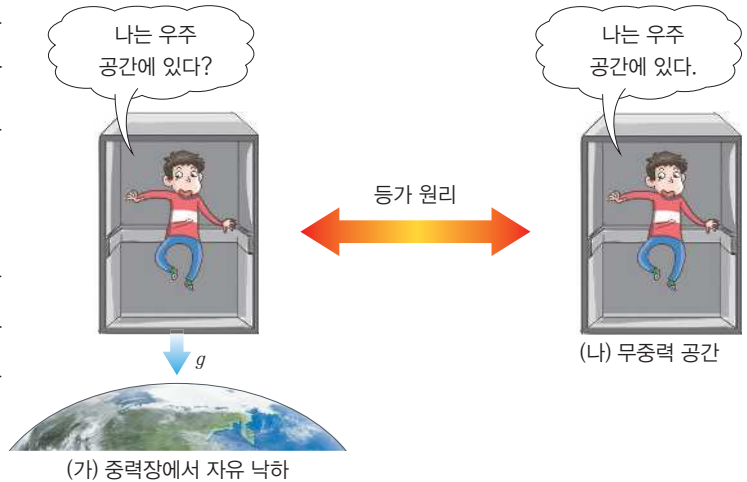 나는 우주
공간에 있다?
나는 우주
공간에 있다.
등가 원리
g
(나) 무중력 공간
(가) 중력장에서 자유 낙하